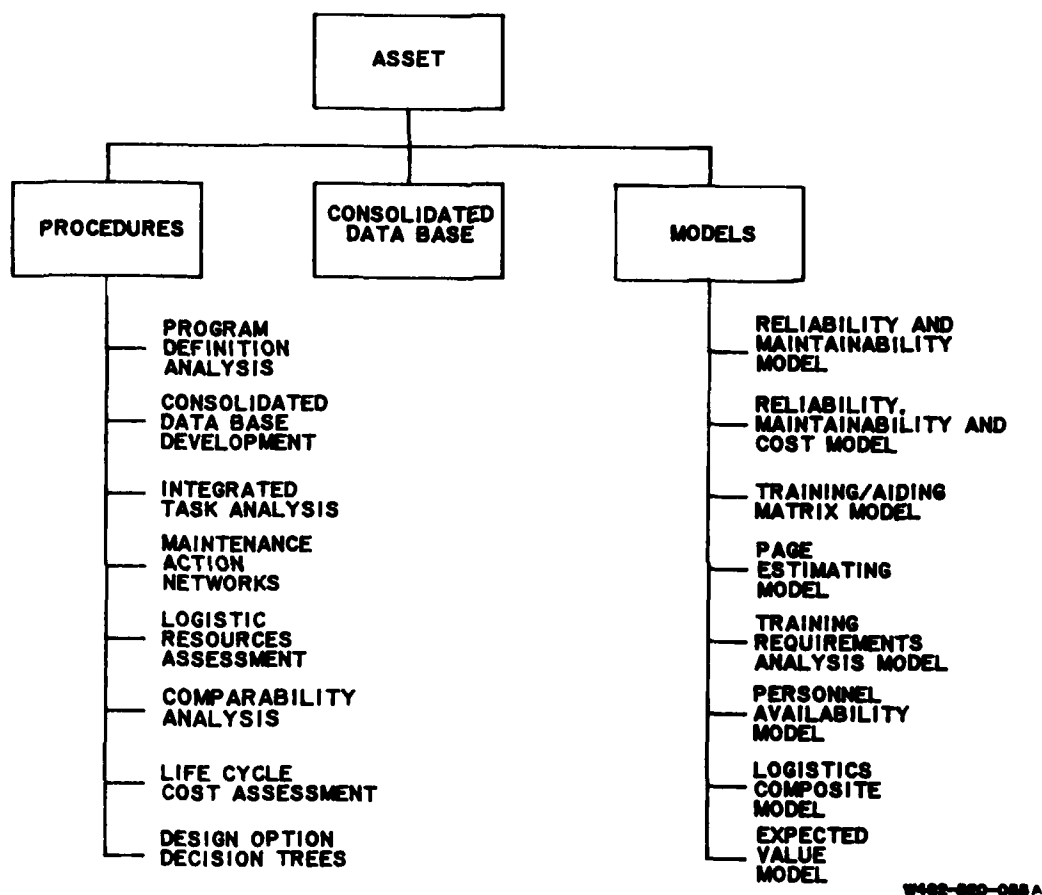 ASSET
PROCEDURES
CONSOLIDATED
DATA BASE
MODELS
PROGRAM
DEFINITION
ANALYSIS
CONSOLIDATED
DATA BASE
DEVELOPMENT
INTEGRATED
TASK ANALYSIS
MAINTENANCE
ACTION
NETWORKS
LOGISTIC
RESOURCES
ASSESSMENT
COMPARABILITY
ANALYSIS
LIFE CYCLE
COST ASSESSMENT
DESIGN OPTION
DECISION TREES
RELIABILITY AND
MAINTAINABILITY
MODEL
RELIABILITY,
MAINTAINABILITY AND
COST MODEL
TRAINING/AIDING
MATRIX MODEL
PAGE
ESTIMATING
MODEL
TRAINING
REQUIREMENTS
ANALYSIS MODEL
PERSONNEL
AVAILABILITY
MODEL
LOGISTICS
COMPOSITE
MODEL
EXPECTED
VALUE
MODEL